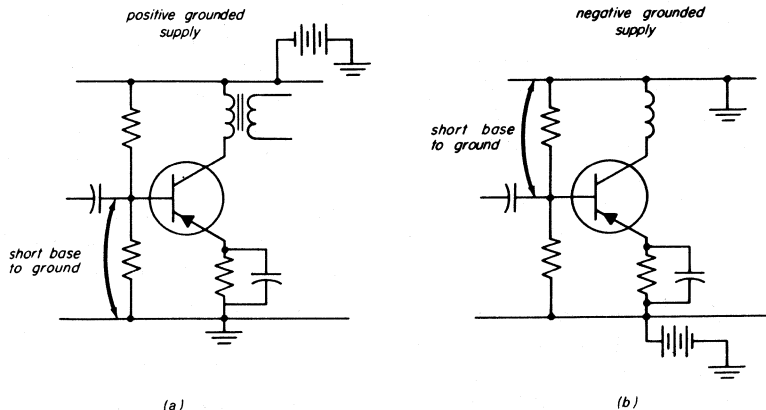 positive grounded
supply
short base
to ground
(a)
negative grounded
supply
short base
to ground
(b)